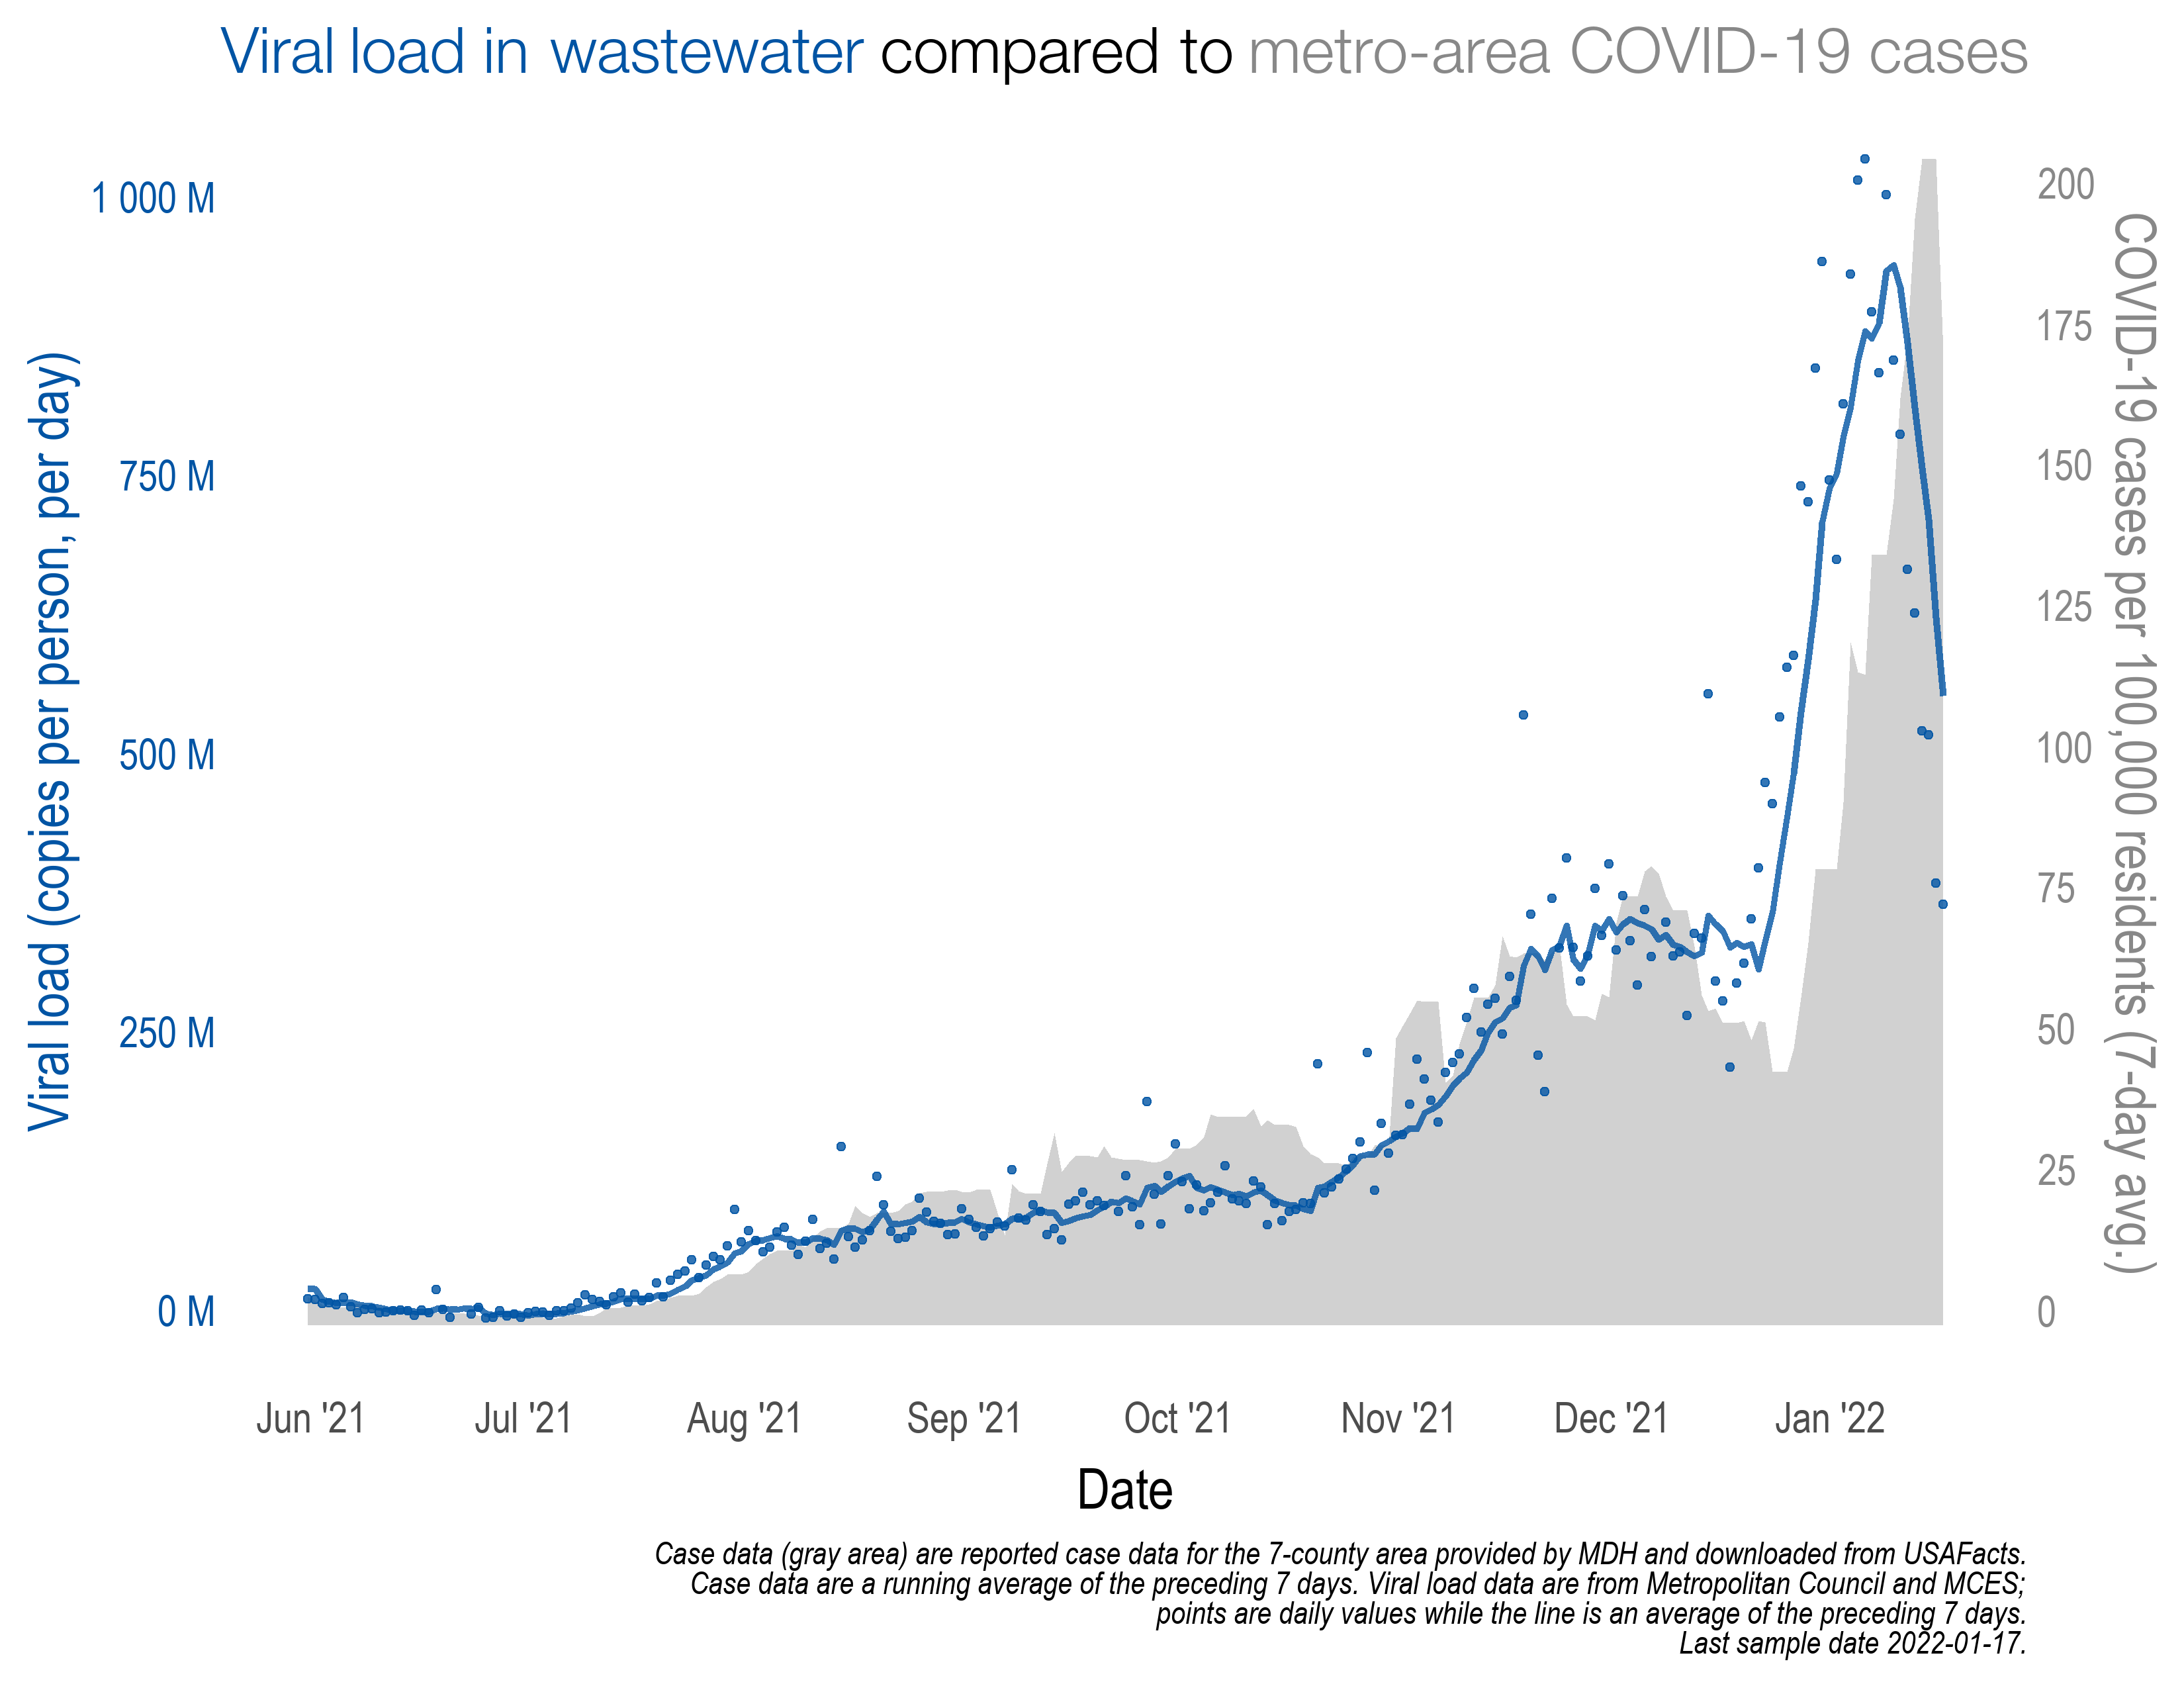 Viral load in wastewater compared to metro-area COVID-19 cases
Viral load (copies per person, per day)
1 000 M
750 M
500 M
250 M
0 M
200
175
150
125
100
75
50
25
0
COVID-19 cases per 100,000 residents (7-day avg.)
Jun '21
Jul '21
Aug '21
Sep '21
Oct '21
Nov '21
Dec '21
Jan '22
Date
Case data (gray area) are reported case data for the 7-county area provided by MDH and downloaded from USAFacts.
Case data are a running average of the preceding 7 days. Viral load data are from Metropolitan Council and MCES;
points are daily values while the line is an average of the preceding 7 days.
Last sample date 2022-01-17.